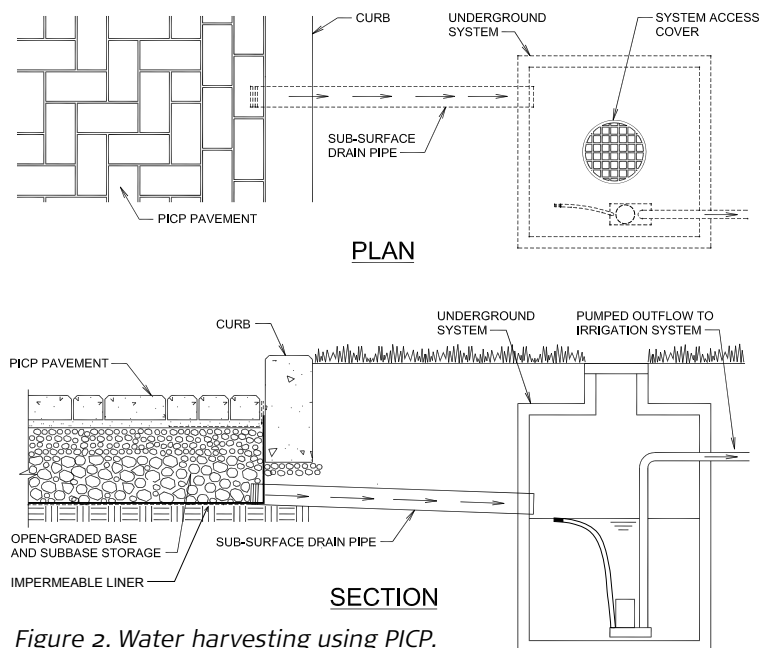 CURB
UNDERGROUND
SYSTEM
SYSTEM ACCESS
COVER
SUB-SURFACE
DRAIN PIPE
PICP PAVEMENT
PLAN
UNDERGROUND
SYSTEM
PUMPED OUTFLOW TO
IRRIGATION SYSTEM
CURB
PICP PAVEMENT
OPEN-GRADED BASE
AND SUBBASE STORAGE
SUB-SURFACE DRAIN PIPE
IMPERMEABLE LINER
SECTION
Figure 2. Water harvesting using PICP.